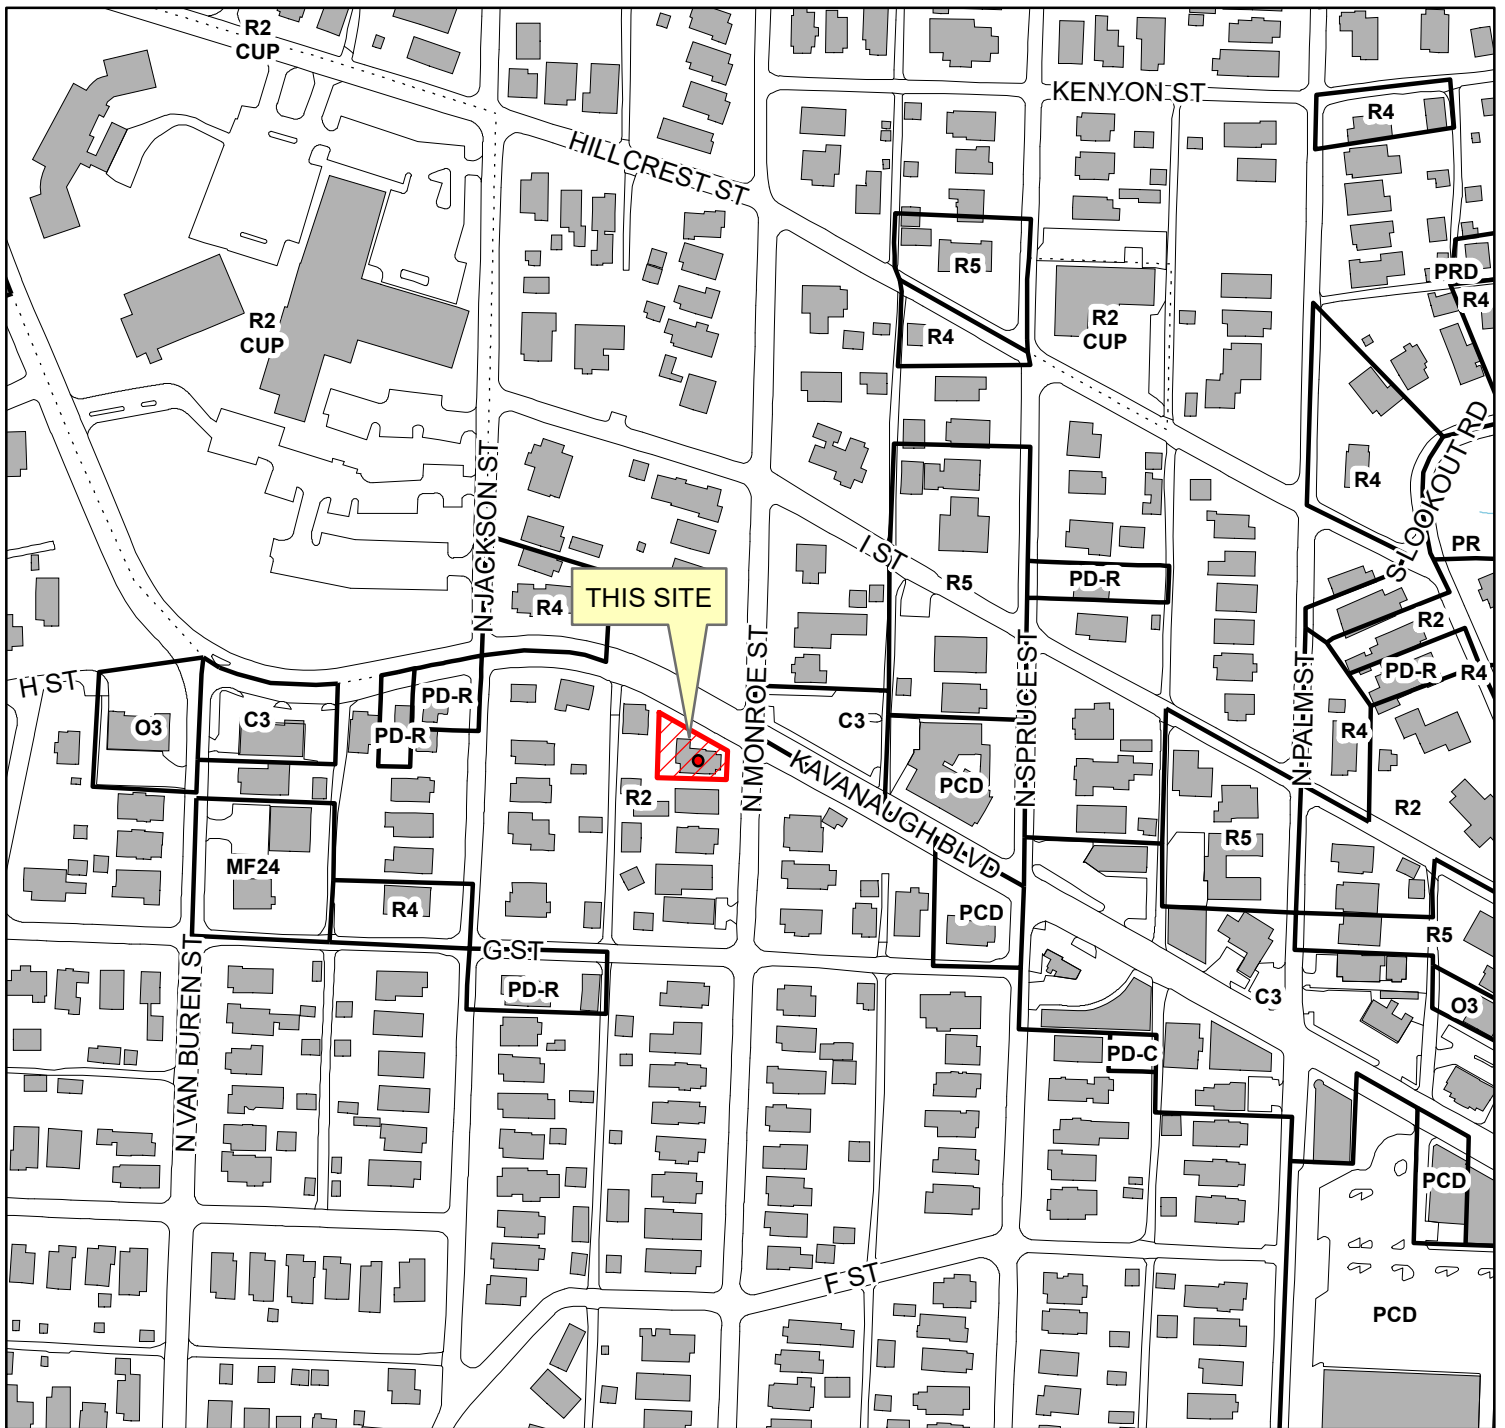 R2
CUP
KENYON ST
R4
HILLCREST ST
R5
PRD
R4
R2
CUP
R4
R2
CUP
N JACKSON ST
R4
S LOOKOUT RD
I ST
PR
R5
PD-R
R4
THIS SITE
R2
N MONROE ST
N SPRUCE ST
N PALM ST
PD-R
R4
H ST
PD-R
O3
C3
PD-R
C3
R4
KAVANAUGH BLVD
PCD
R2
R2
R5
MF24
R4
PCD
R5
G ST
N VAN BUREN ST
PD-R
C3
O3
PD-C
PCD
F ST
PCD